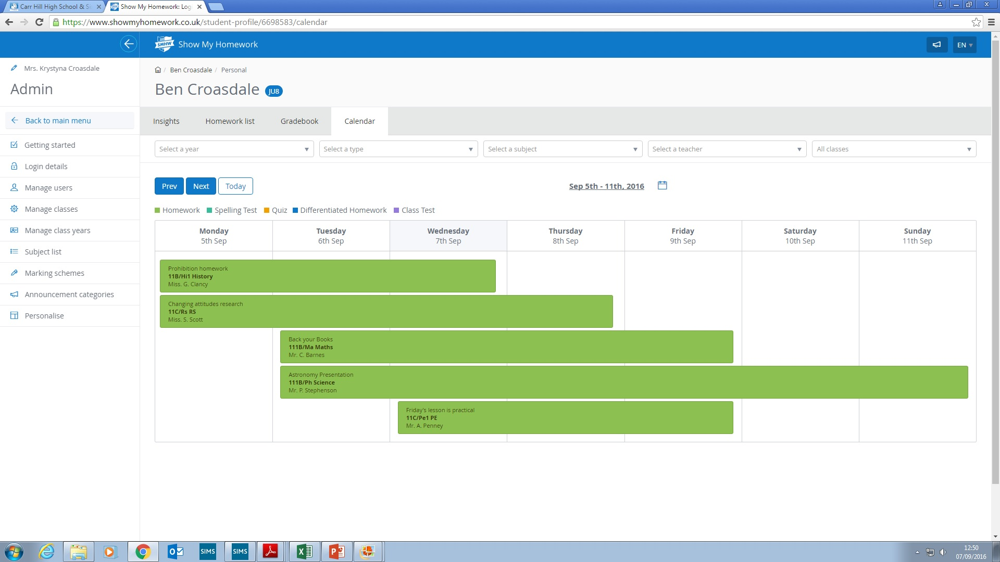 Carr Hill High School & S
Show My Homework: Log
https://www.showmyhomework.co.uk/student-profile/6698583/calendar
SMHW
Show My Homework
EN
Mrs. Krystyna Croasdale
Admin
Back to main menu
Getting started
Login details
Manage users
Manage classes
Manage class years
Subject list
Marking schemes
Announcement categories
Personalise
/ Ben Croasdale / Personal
Ben Croasdale JU8
Insights Homework list Gradebook Calendar
Select a year Select a type Select a subject Select a teacher All classes
Prev Next Today Sep 5th - 11th, 2016
Homework Spelling Test Quiz Differentiated Homework Class Test
Monday Tuesday Wednesday Thursday Friday Saturday Sunday
5th Sep 6th Sep 7th Sep 8th Sep 9th Sep 10th Sep 11th Sep
Prohibition homework
11B/Hi1 History
Miss. G. Clancy
Changing attitudes research
11C/Rs RS
Miss. S. Scott
Back your Books
111B/Ma Maths
Mr. C. Barnes
Astronomy Presentation
111B/Ph Science
Mr. P. Stephenson
Friday's lesson is practical
11C/Pe1 PE
Mr. A. Penney
SIMS SIMS
12:50
07/09/2016